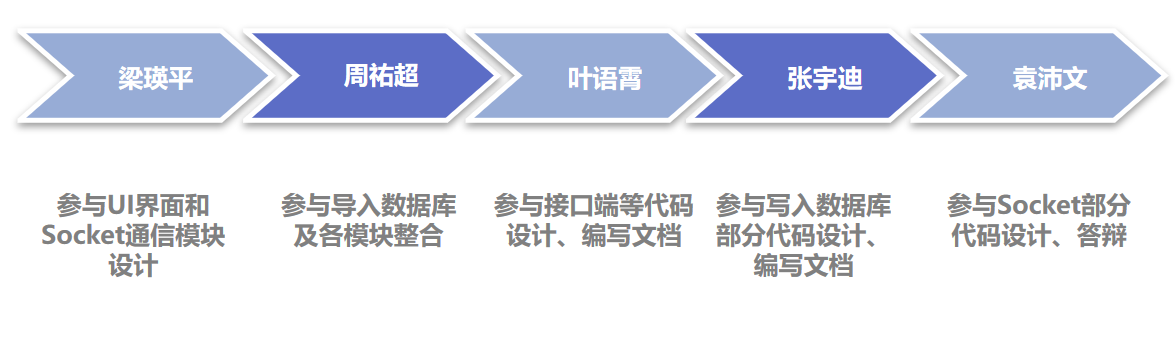 梁瑛平
周祐超
叶语霄
张宇迪
袁沛文
参与UI界面和
Socket通信模块
设计
参与导入数据库
及各模块整合
参与接口端等代码
设计、编写文档
参与写入数据库
部分代码设计、
编写文档
参与Socket部分
代码设计、答辩